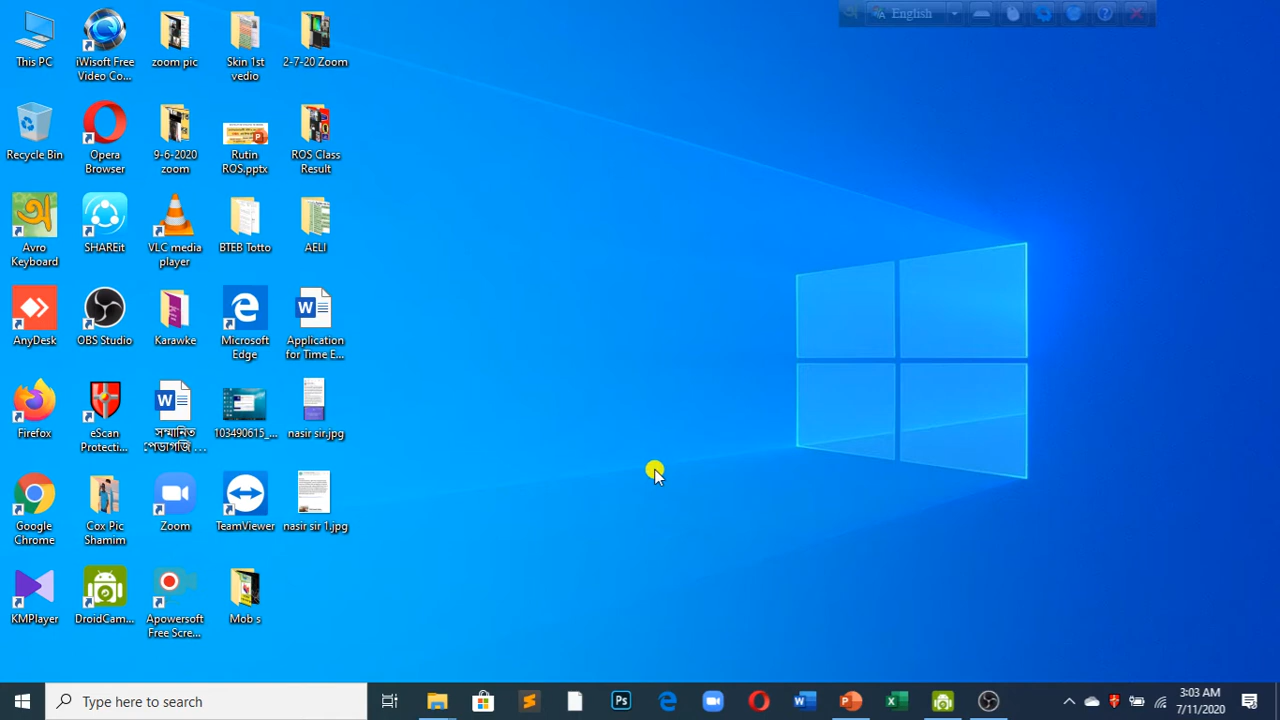 English
This PC
iWisoft Free
Video Co...
zoom pic
Skin 1st
vedio
2-7-20 Zoom
Recycle Bin
Opera
Browser
9-6-2020
zoom
Rutin
ROS.pptx
ROS Class
Result
Avro
Keyboard
SHAREit
VLC media
player
BTEB Totto
AELI
AnyDesk
OBS Studio
Karawke
Microsoft
Edge
Application
for Time E...
Firefox
eScan
Protecti...
সম্মানিত
পেডাগজি ...
103490615_...
nasir sir.jpg
Google
Chrome
Cox Pic
Shamim
Zoom
TeamViewer
nasir sir 1.jpg
KMPlayer
DroidCam...
Apowersoft
Free Scre...
Mob s
Type here to search
Ps
3:03 AM
7/11/2020